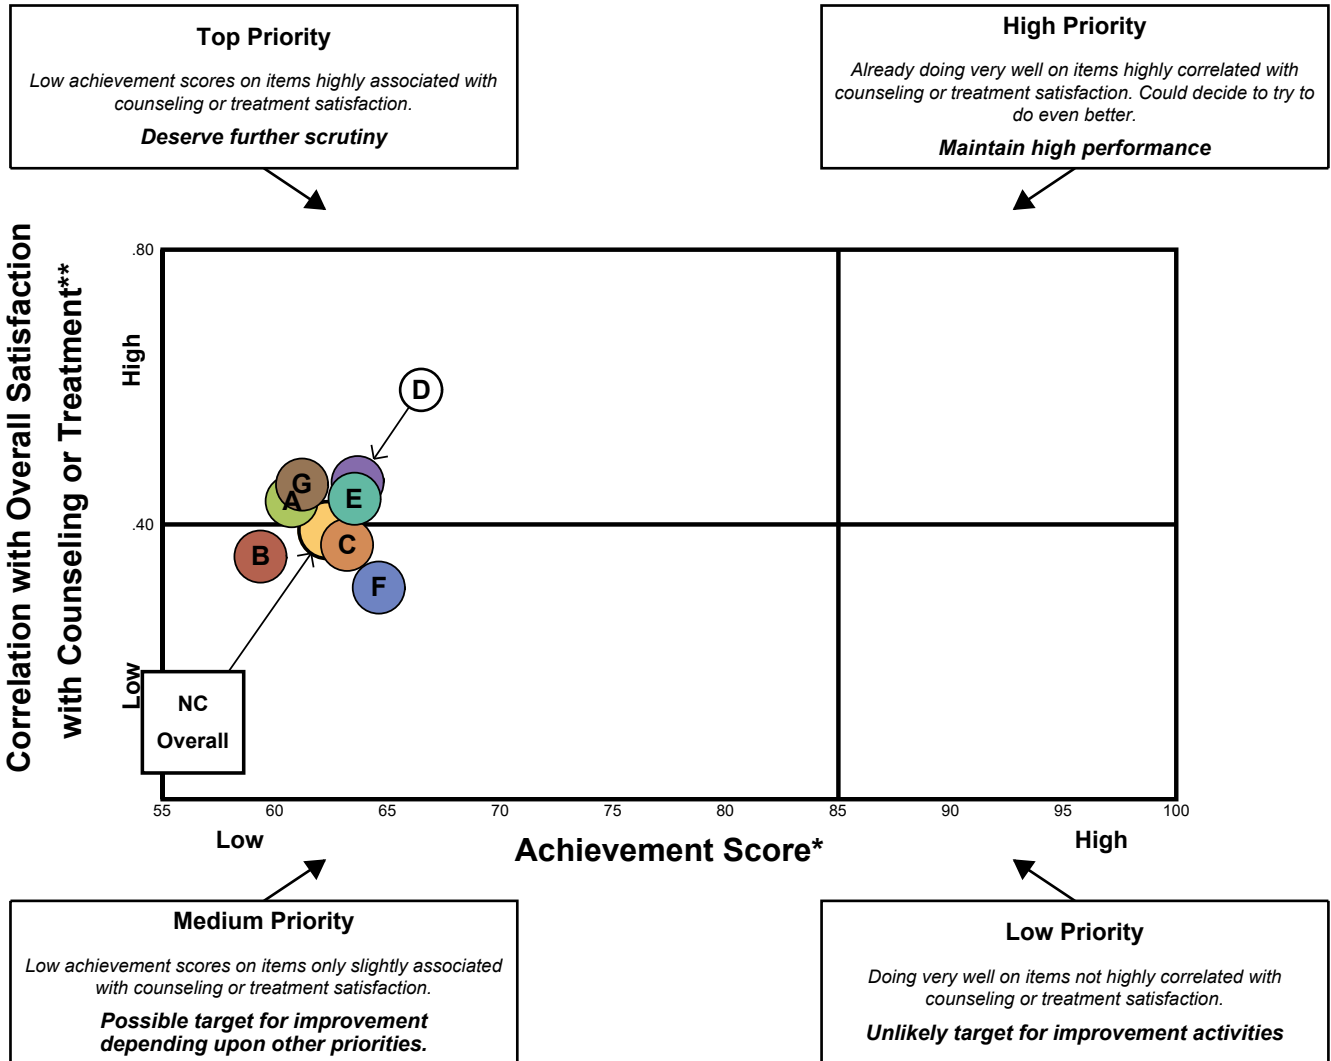 Top Priority
Low achievement scores on items highly associated with
counseling or treatment satisfaction.
Deserve further scrutiny
High Priority
Already doing very well on items highly correlated with
counseling or treatment satisfaction. Could decide to try to
do even better.
Maintain high performance
Correlation with Overall Satisfaction
with Counseling or Treatment**
High
Low
.80
.40
D
G
A
E
B
C
F
NC
Overall
55
60
65
70
75
80
85
90
95
100
Low
Achievement Score*
High
Medium Priority
Low achievement scores on items only slightly associated
with counseling or treatment satisfaction.
Possible target for improvement
depending upon other priorities.
Low Priority
Doing very well on items not highly correlated with
counseling or treatment satisfaction.
Unlikely target for improvement activities